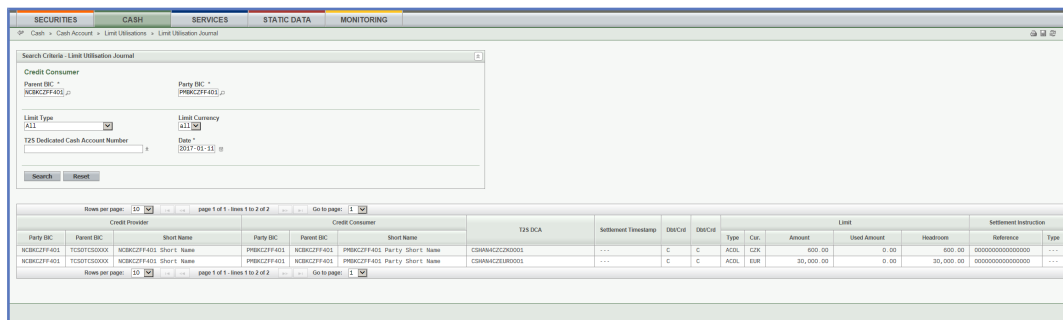 SECURITIES CASH SERVICES STATIC DATA MONITORING
Cash > Cash Account > Limit Utilisations > Limit Utilisation Journal
Search Criteria - Limit Utilisation Journal
Credit Consumer
Parent BIC * Party BIC *
NCBKCZFF401 PMBKCZFF401
Limit Type Limit Currency
All all
T2S Dedicated Cash Account Number Date *
2017-01-11
Search Reset
Rows per page: 10 page 1 of 1 - lines 1 to 2 of 2 Go to page: 1
Credit Provider Credit Consumer T2S DCA Settlement Timestamp Dbt/Crd Dbt/Crd Limit Settlement Instruction
Party BIC Parent BIC Short Name Party BIC Parent BIC Short Name Type Cur. Amount Used Amount Headroom Reference Type
NCBKCZFF401 TCSOTCSOXXX NCBKCZFF401 Short Name PMBKCZFF401 NCBKCZFF401 PMBKCZFF401 Party Short Name CSHAN4CZCZK0001 --- C C ACOL CZK 600.00 0.00 600.00 0000000000000000 ---
NCBKCZFF401 TCSOTCSOXXX NCBKCZFF401 Short Name PMBKCZFF401 NCBKCZFF401 PMBKCZFF401 Party Short Name CSHAN4CZEUR0001 --- C C ACOL EUR 30,000.00 0.00 30,000.00 0000000000000000 ---
Rows per page: 10 page 1 of 1 - lines 1 to 2 of 2 Go to page: 1